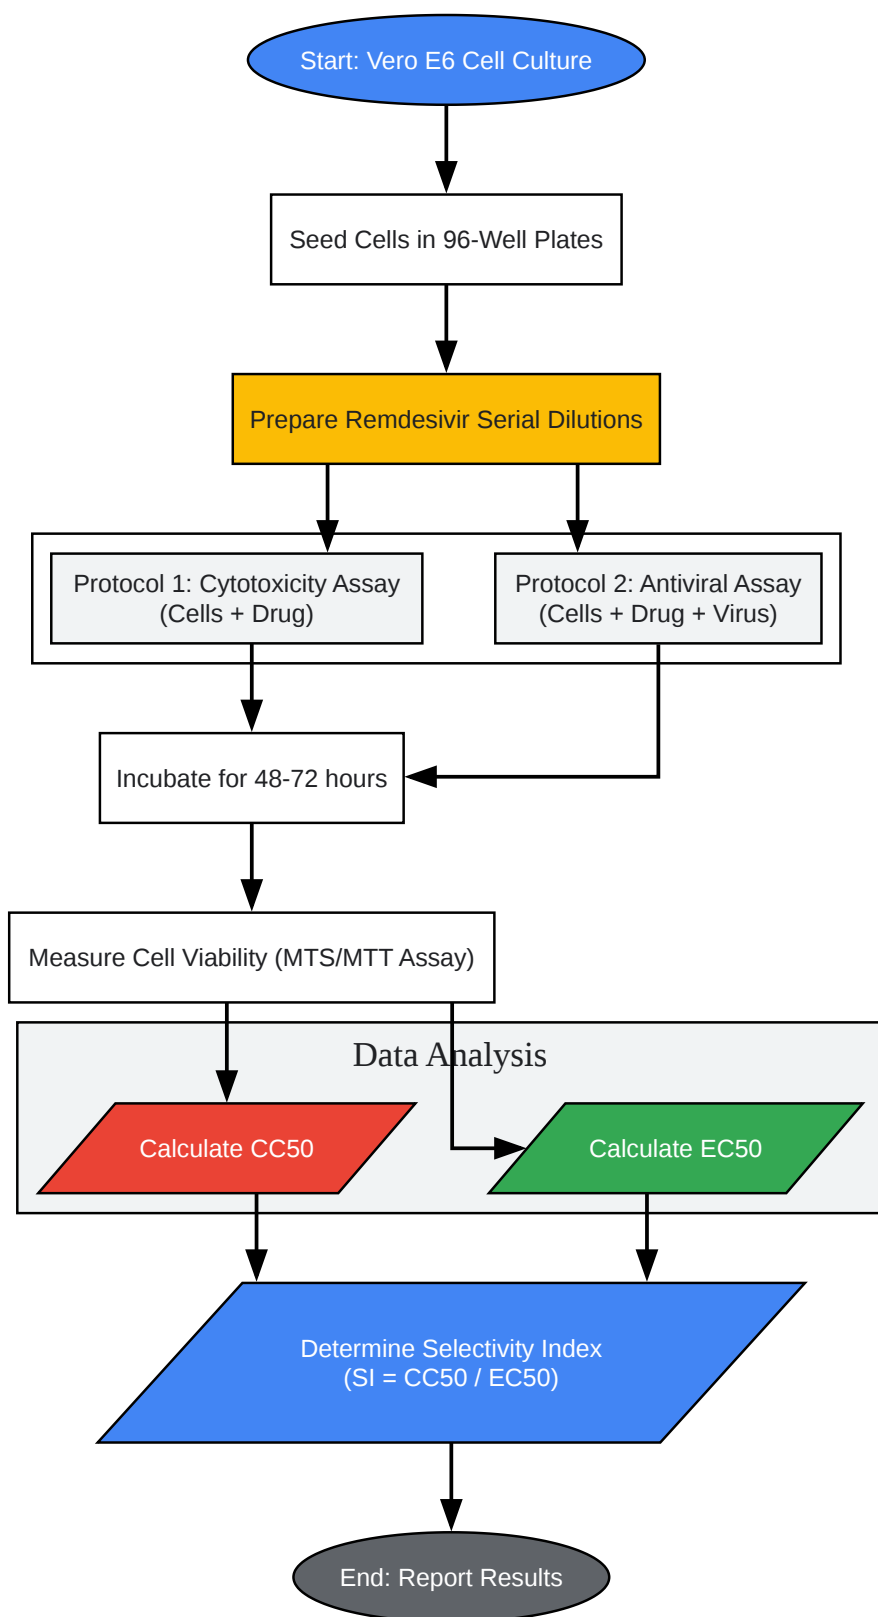 Start: Vero E6 Cell Culture
Seed Cells in 96-Well Plates
Prepare Remdesivir Serial Dilutions
Protocol 1: Cytotoxicity Assay
(Cells + Drug)
Protocol 2: Antiviral Assay
(Cells + Drug + Virus)
Incubate for 48-72 hours
Measure Cell Viability (MTS/MTT Assay)
Data Analysis
Calculate CC50
Calculate EC50
Determine Selectivity Index
(SI = CC50 / EC50)
End: Report Results